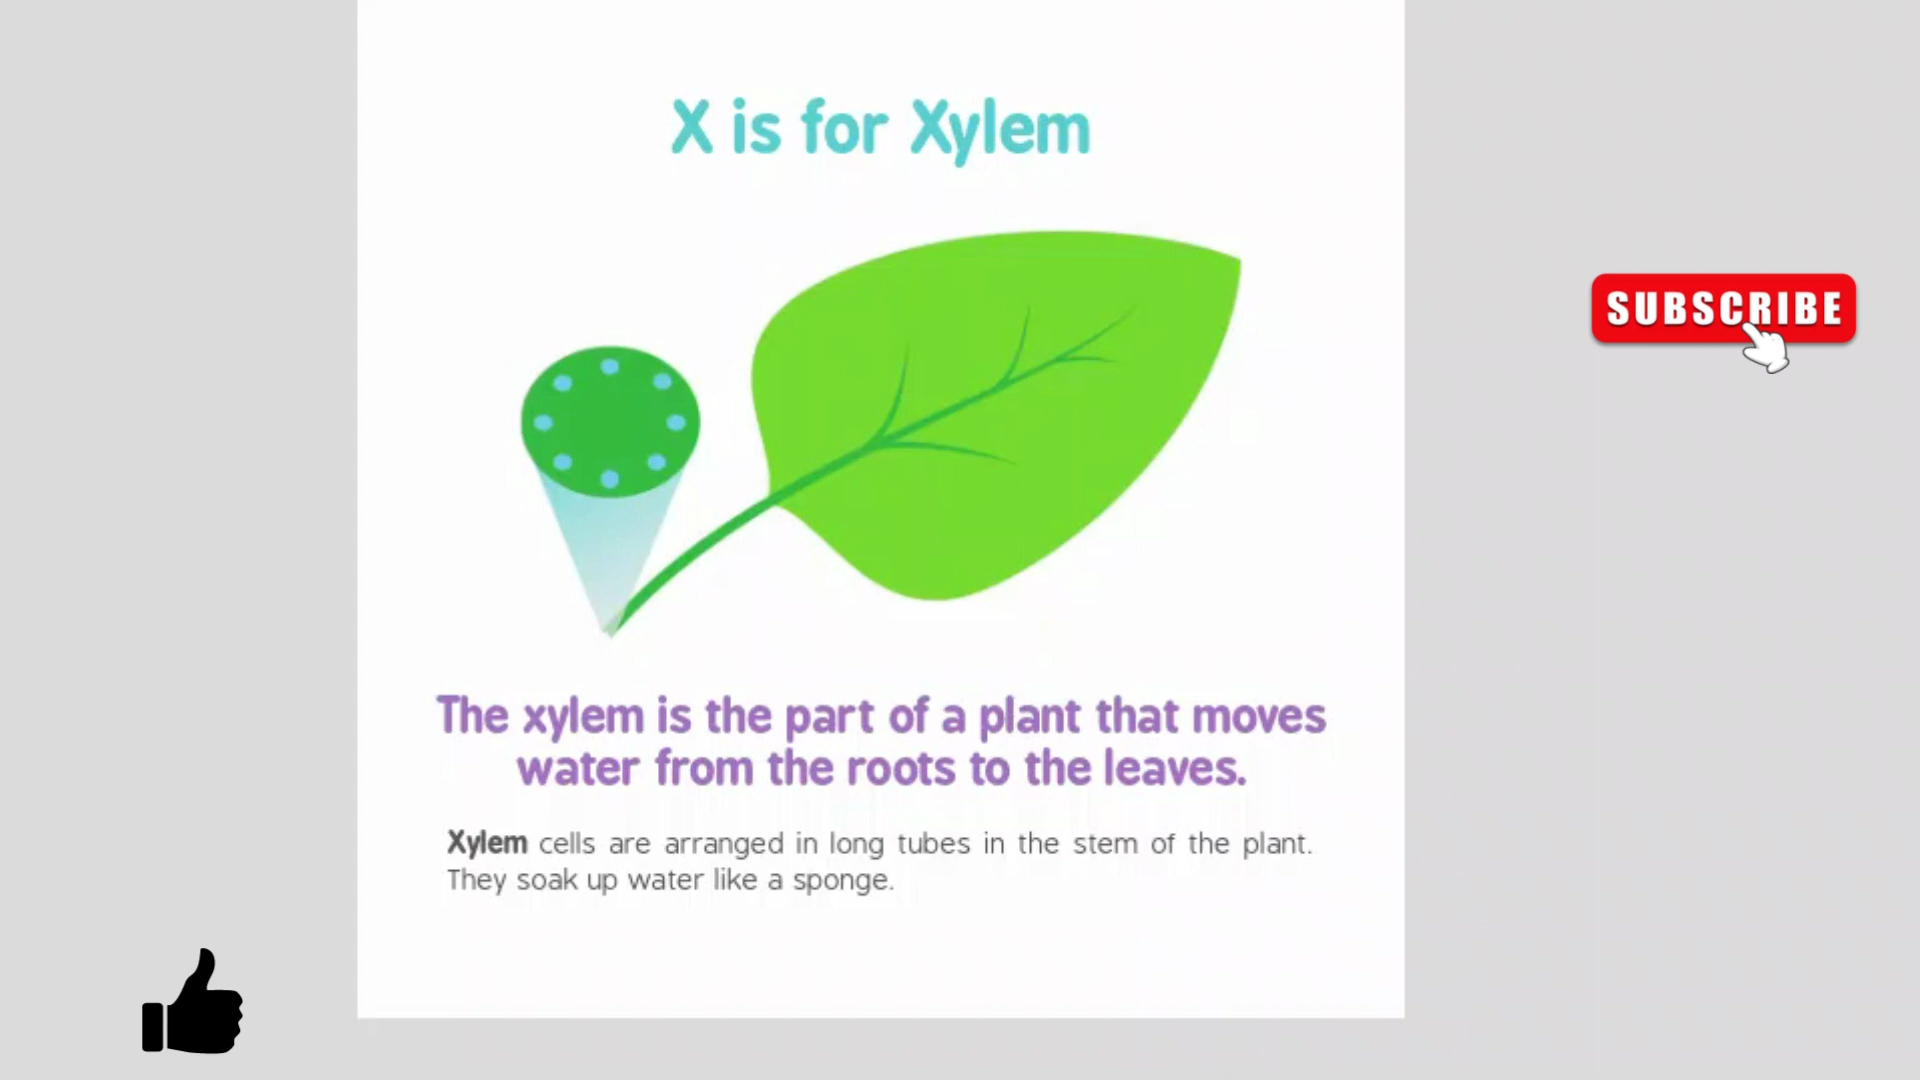 X is for Xylem
SUBSCRIBE
The xylem is the part of a plant that moves
water from the roots to the leaves.
Xylem cells are arranged in long tubes in the stem of the plant.
They soak up water like a sponge.